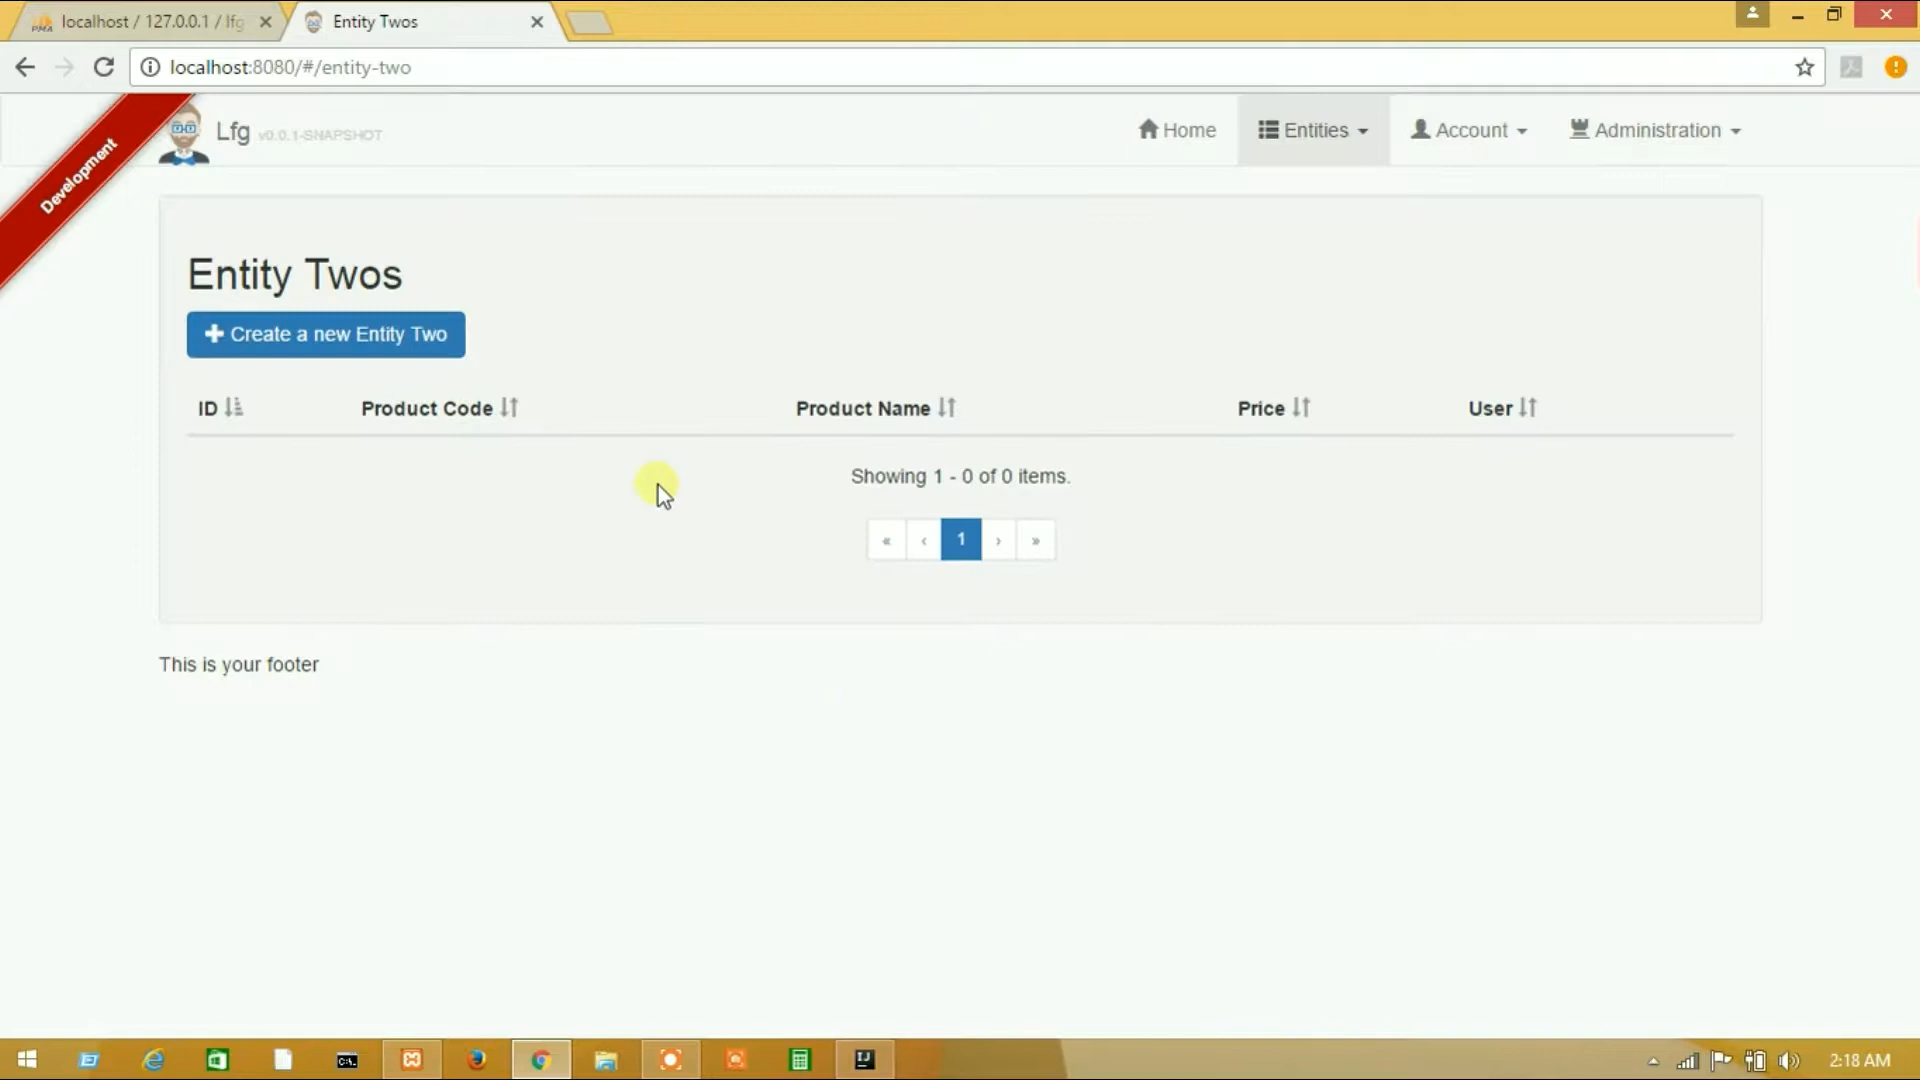 localhost / 127.0.0.1 / lfg
Entity Twos
localhost:8080/#/entity-two
Development
Lfg v0.0.1-SNAPSHOT
Home
Entities
Account
Administration
Entity Twos
Create a new Entity Two
ID
Product Code
Product Name
Price
User
Showing 1 - 0 of 0 items.
« ‹ 1 › »
This is your footer
2:18 AM